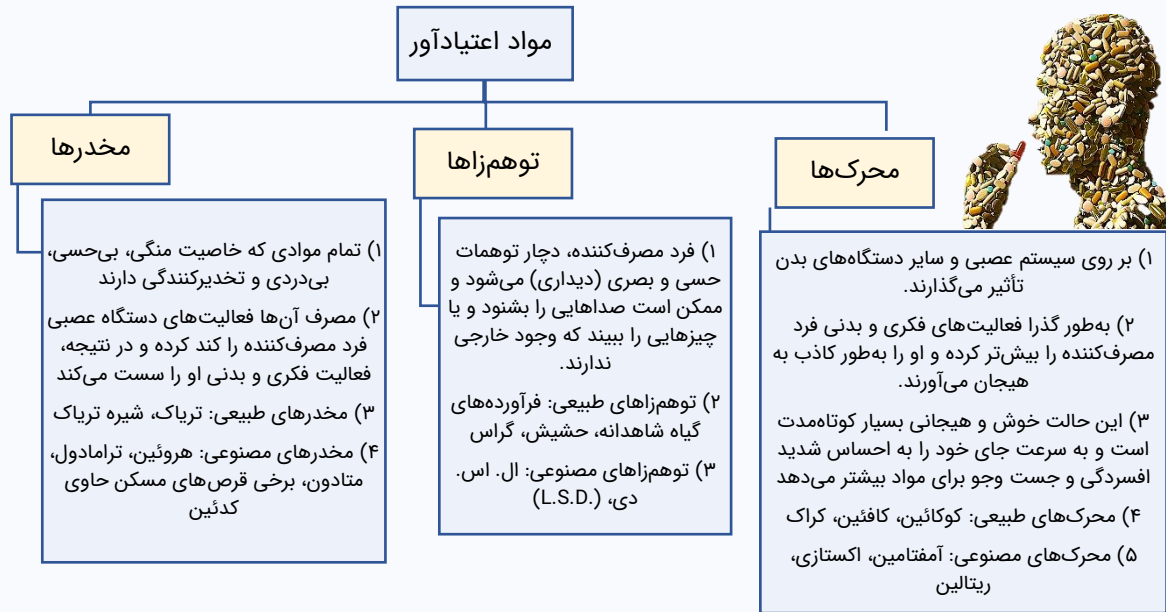 مواد اعتیادآور
محرک‌ها
۱) بر روی سیستم عصبی و سایر دستگاه‌های بدن
تأثیر می‌گذارند.
۲) به‌طور گذرا فعالیت‌های فکری و بدنی فرد
مصرف‌کننده را بیش‌تر کرده و او را به‌طور کاذب به
هیجان می‌آورند.
۳) این حالت خوش و هیجانی بسیار کوتاه‌مدت
است و به سرعت جای خود را به احساس شدید
افسردگی و جست وجو برای مواد بیشتر می‌دهد
۴) محرک‌های طبیعی: کوکائین، کافئین، کراک
۵) محرک‌های مصنوعی: آمفتامین، اکستازی،
ریتالین
توهم‌زاها
۱) فرد مصرف‌کننده، دچار توهمات
حسی و بصری (دیداری) می‌شود و
ممکن است صداهایی را بشنود و یا
چیزهایی را ببیند که وجود خارجی
ندارند.
۲) توهم‌زاهای طبیعی: فرآورده‌های
گیاه شاهدانه، حشیش، گراس
۳) توهم‌زاهای مصنوعی: ال. اس.
دی، (L.S.D.)
مخدرها
۱) تمام موادی که خاصیت منگی، بی‌حسی،
بی‌دردی و تخدیرکنندگی دارند
۲) مصرف آن‌ها فعالیت‌های دستگاه عصبی
فرد مصرف‌کننده را کند کرده و در نتیجه،
فعالیت فکری و بدنی او را سست می‌کند
۳) مخدرهای طبیعی: تریاک، شیره تریاک
۴) مخدرهای مصنوعی: هروئین، ترامادول،
متادون، برخی قرص‌های مسکن حاوی
کدئین